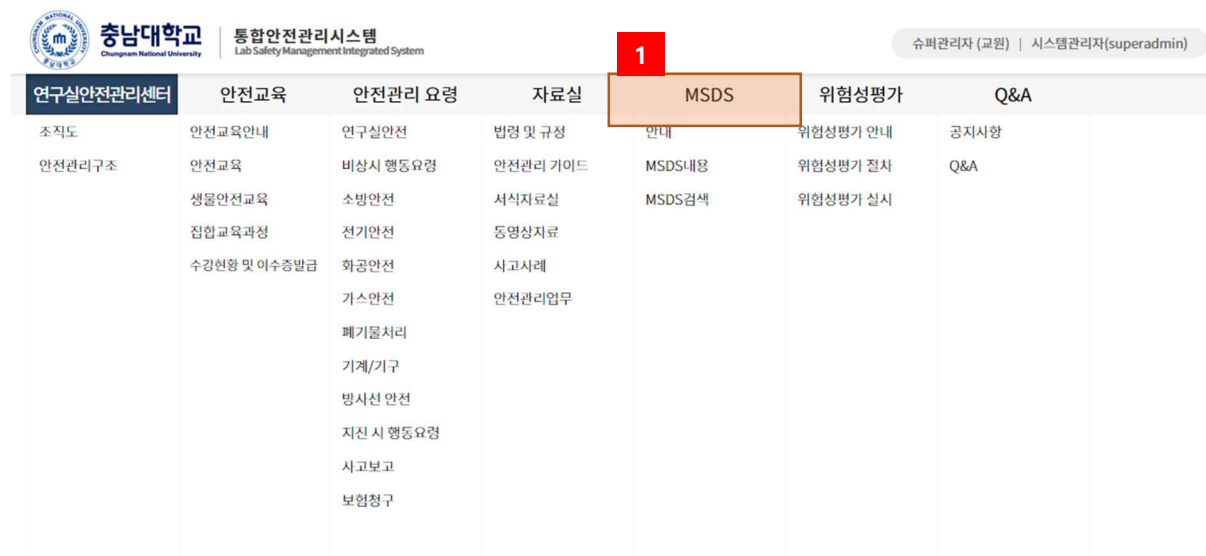 충남대학교
Chungnam National University
통합안전관리시스템
Lab Safety Management Integrated System
슈퍼관리자 (교원) | 시스템관리자(superadmin)
1
연구실안전관리센터 안전교육 안전관리 요령 자료실 MSDS 위험성평가 Q&A
조직도 안전교육안내 연구실안전 법령 및 규정 안내 위험성평가 안내 공지사항
안전관리구조 안전교육 비상시 행동요령 안전관리 가이드 MSDS내용 위험성평가 절차 Q&A
생물안전교육 소방안전 서식자료실 MSDS검색 위험성평가 실시
집합교육과정 전기안전 동영상자료
수강현황 및 이수증발급 화공안전 사고사례
가스안전 안전관리업무
폐기물처리
기계/기구
방사선 안전
지진 시 행동요령
사고보고
보험청구